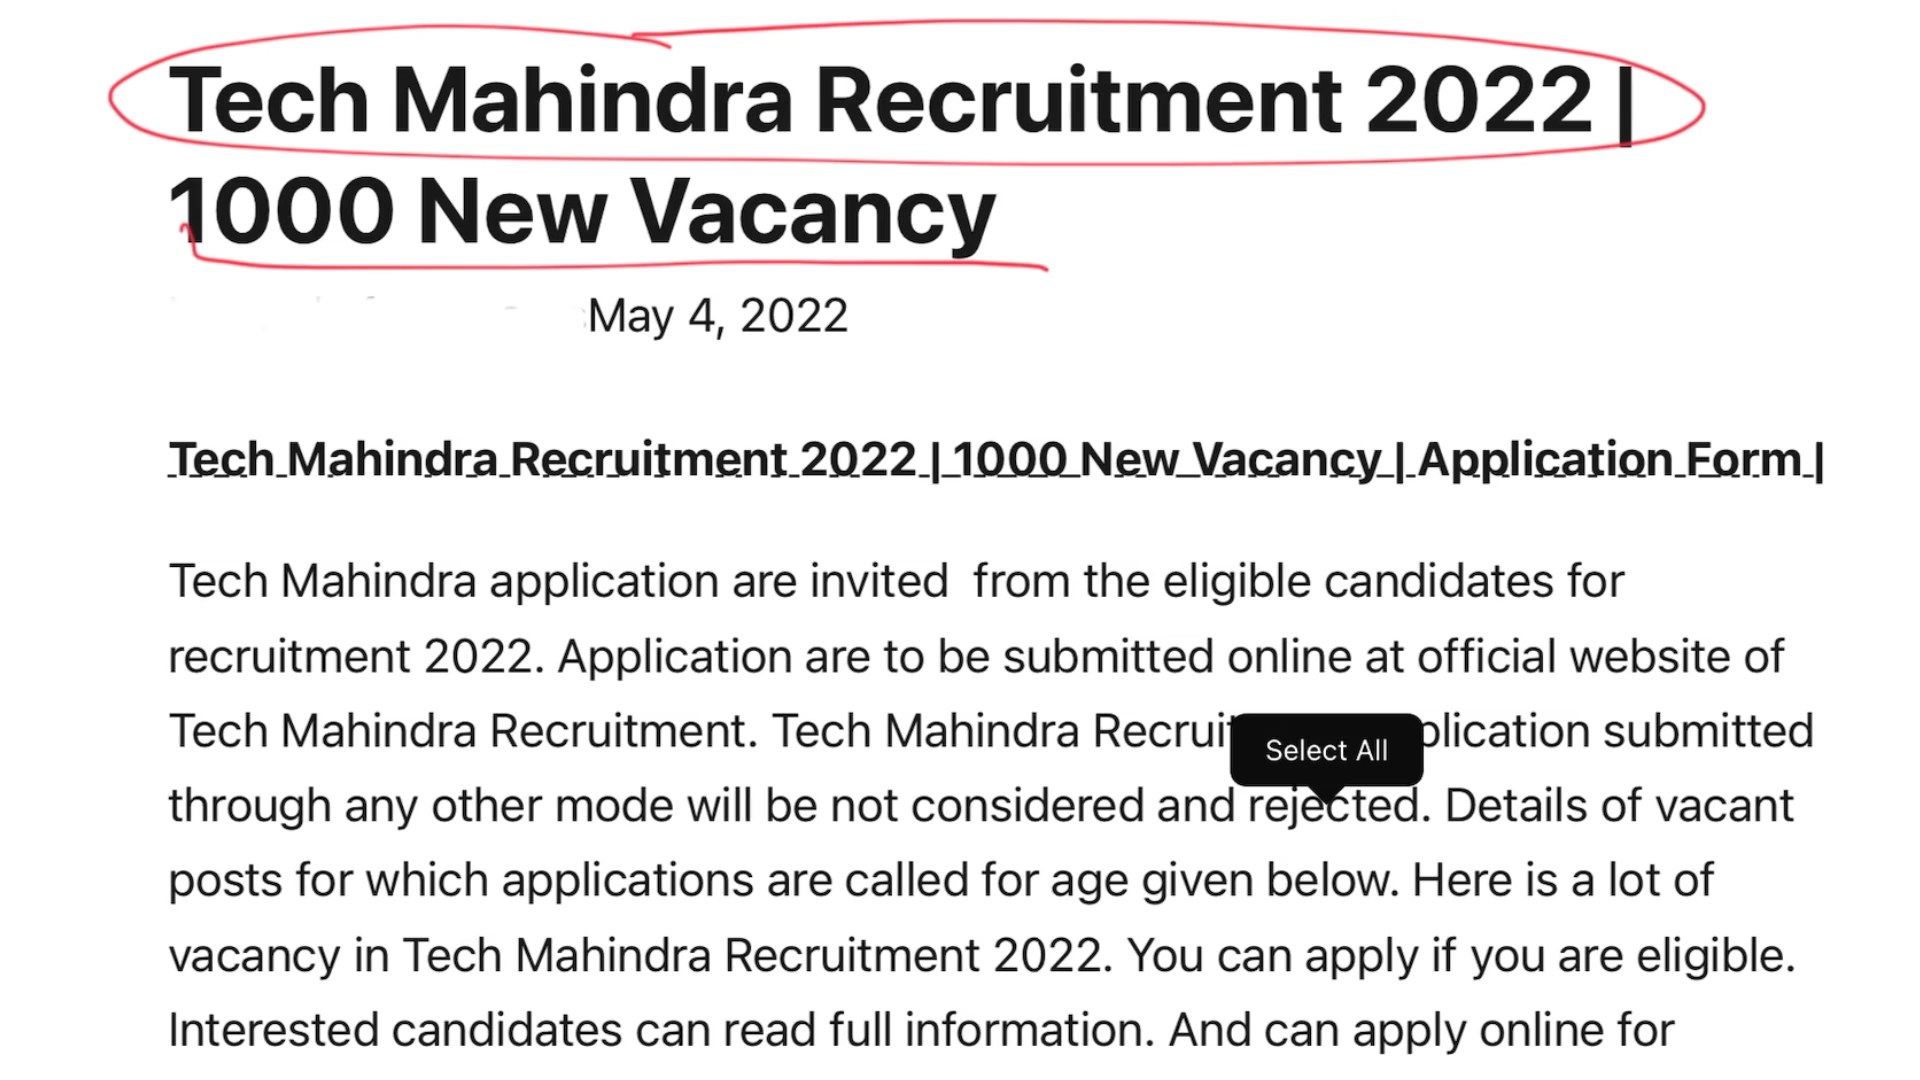 Tech Mahindra Recruitment 2022 |
1000 New Vacancy
May 4, 2022
Tech Mahindra Recruitment 2022 | 1000 New Vacancy | Application Form |
Tech Mahindra application are invited  from the eligible candidates for
recruitment 2022. Application are to be submitted online at official website of
Tech Mahindra Recruitment. Tech Mahindra Recruit plication submitted
Select All
through any other mode will be not considered and rejected. Details of vacant
posts for which applications are called for age given below. Here is a lot of
vacancy in Tech Mahindra Recruitment 2022. You can apply if you are eligible.
Interested candidates can read full information. And can apply online for